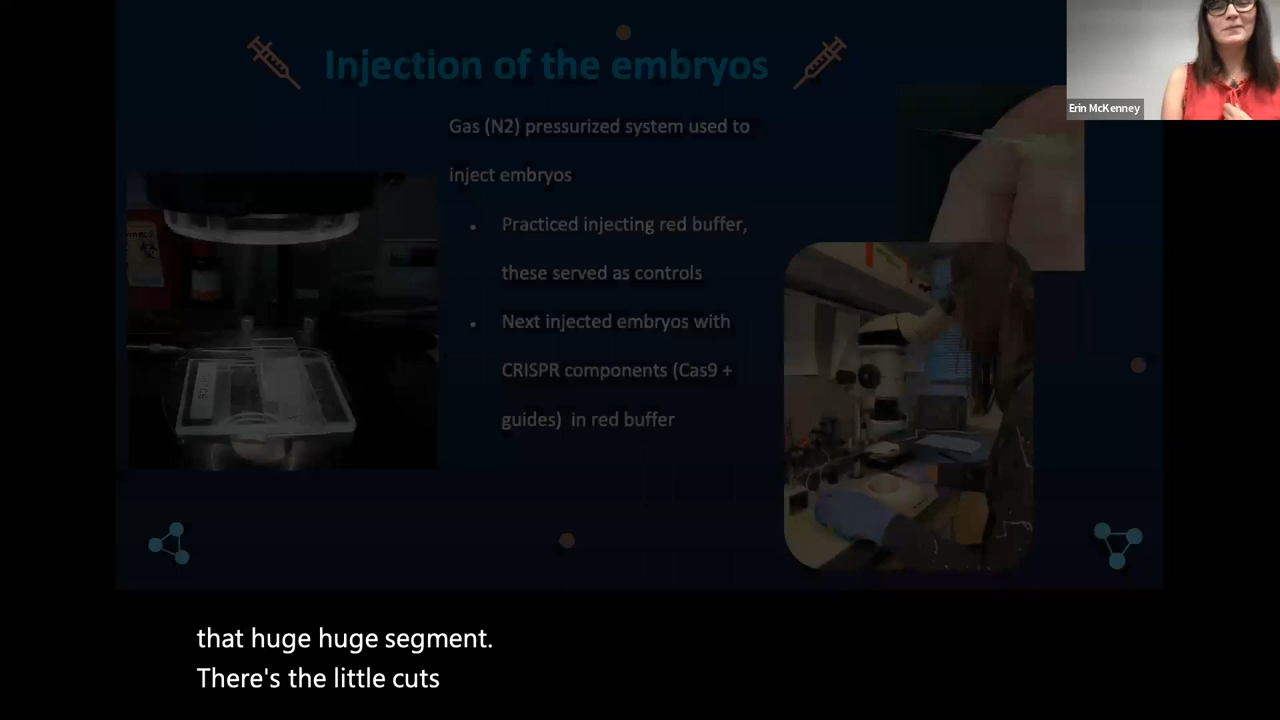 Injection of the embryos
Erin McKenney
Gas (N2) pressurized system used to
inject embryos
• Practiced injecting red buffer,
these served as controls
• Next injected embryos with
CRISPR components (Cas9 +
guides) in red buffer
that huge huge segment.
There's the little cuts